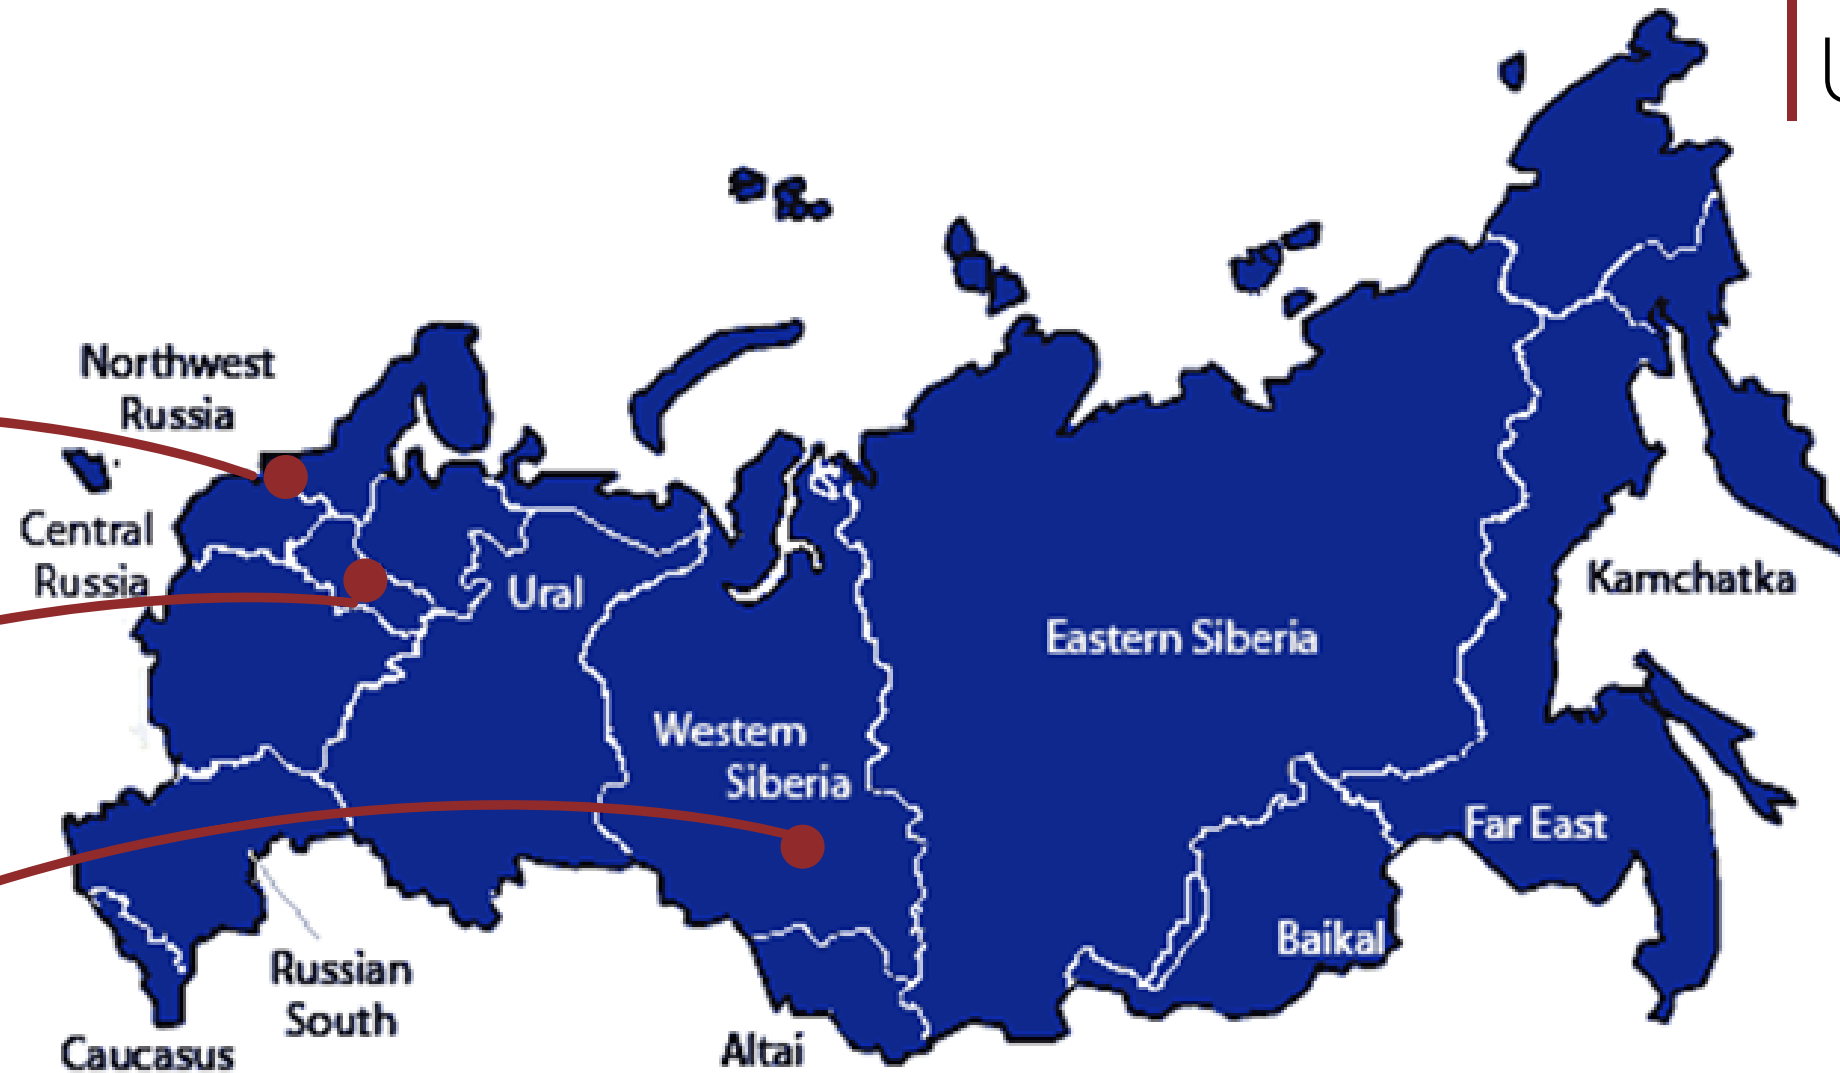 Northwest
Russia
Central
Russia
Ural
Kamchatka
Eastern Siberia
Western
Siberia
Far East
Baikal
Russian
South
Caucasus
Altai